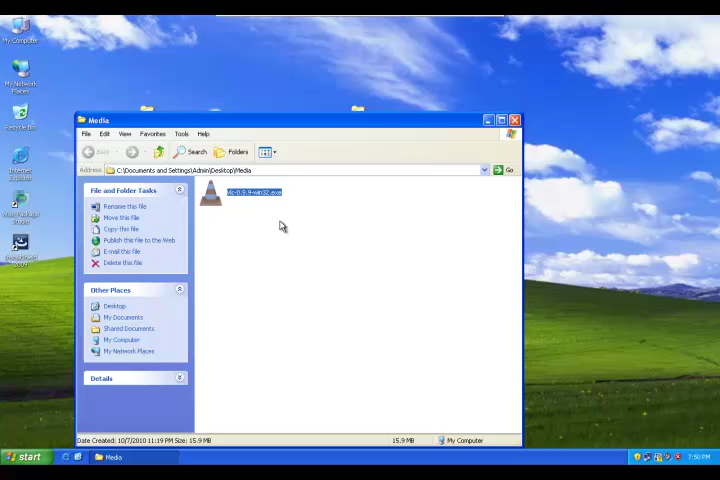 My Computer
My Network
Places
Recycle Bin
Internet
Explorer
Studio
Media
File Edit View Favorites Tools Help
Back
Search Folders
Address C:\Documents and Settings\Admin\Desktop\Media Go
File and Folder Tasks
Rename this file
Move this file
Copy this file
Publish this file to the Web
E-mail this file
Delete this file
vlc-0.9.9-win32.exe
Other Places
Desktop
My Documents
Shared Documents
My Computer
My Network Places
Details
Date Created: 10/7/2010 11:19 PM Size: 15.9 MB 15.9 MB My Computer
start Media 7:50 PM